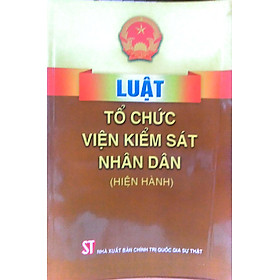 LUẬT
TỔ CHỨC
VIỆN KIỂM SÁT
NHÂN DÂN
(HIỆN HÀNH)
ST NHÀ XUẤT BẢN CHÍNH TRỊ QUỐC GIA SỰ THẬT